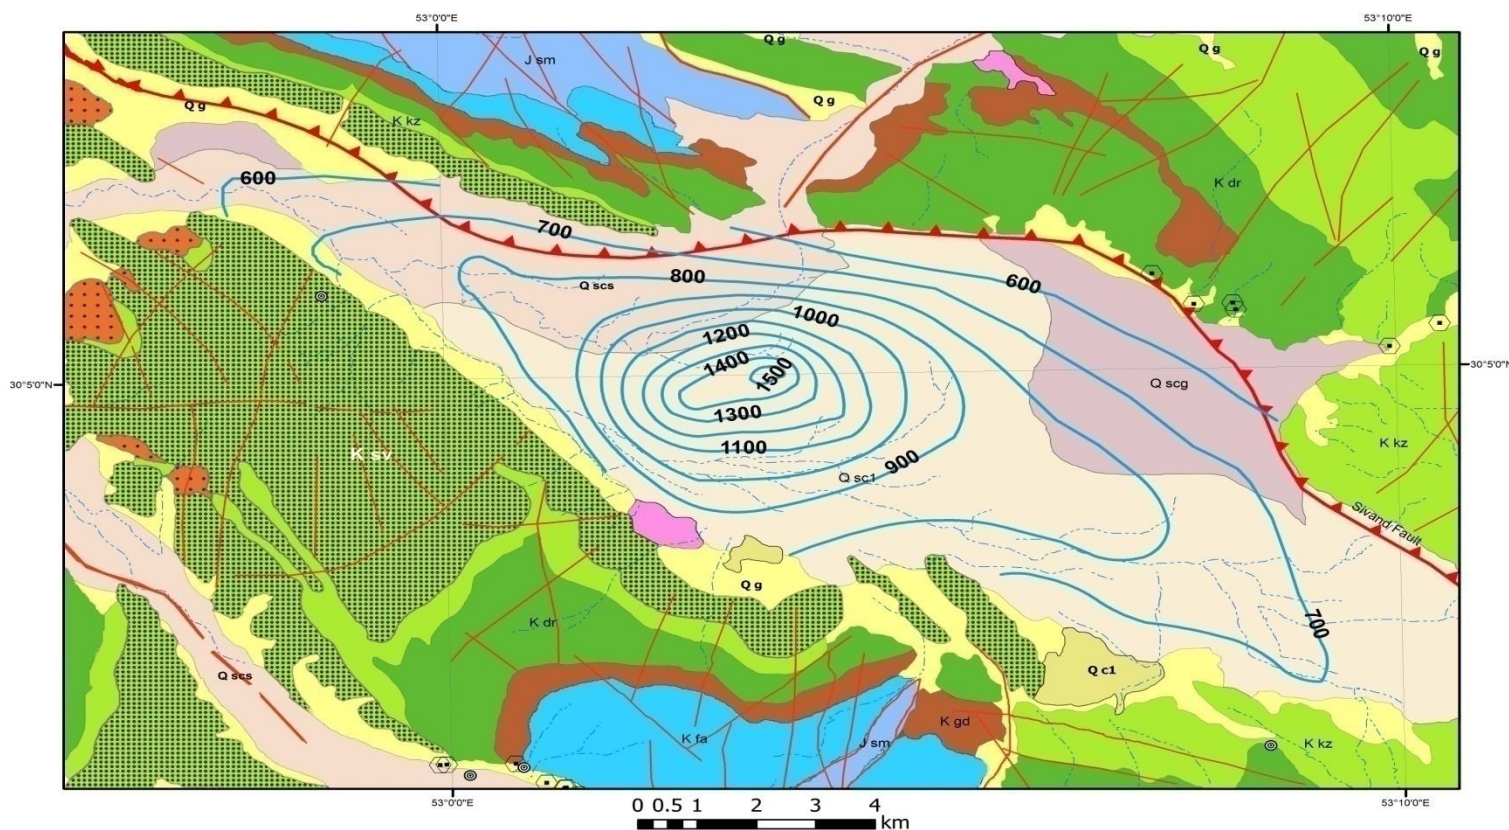 53°0'0"E 53°10'0"E
Q g Q g Q g
J sm
Q g Q g
K kz
600
K dr
700
800 600
Q scs
1000
1200
1400 1500
30°5'0"N 30°5'0"N
Q scg
1300
K kz
1100
K sv
900
Q sc1
Sivand Fault
Q g
K dr 700
Q c1
Q scs
K gd
K fa J sm K kz
53°0'0"E 53°10'0"E
0 0.5 1 2 3 4
km